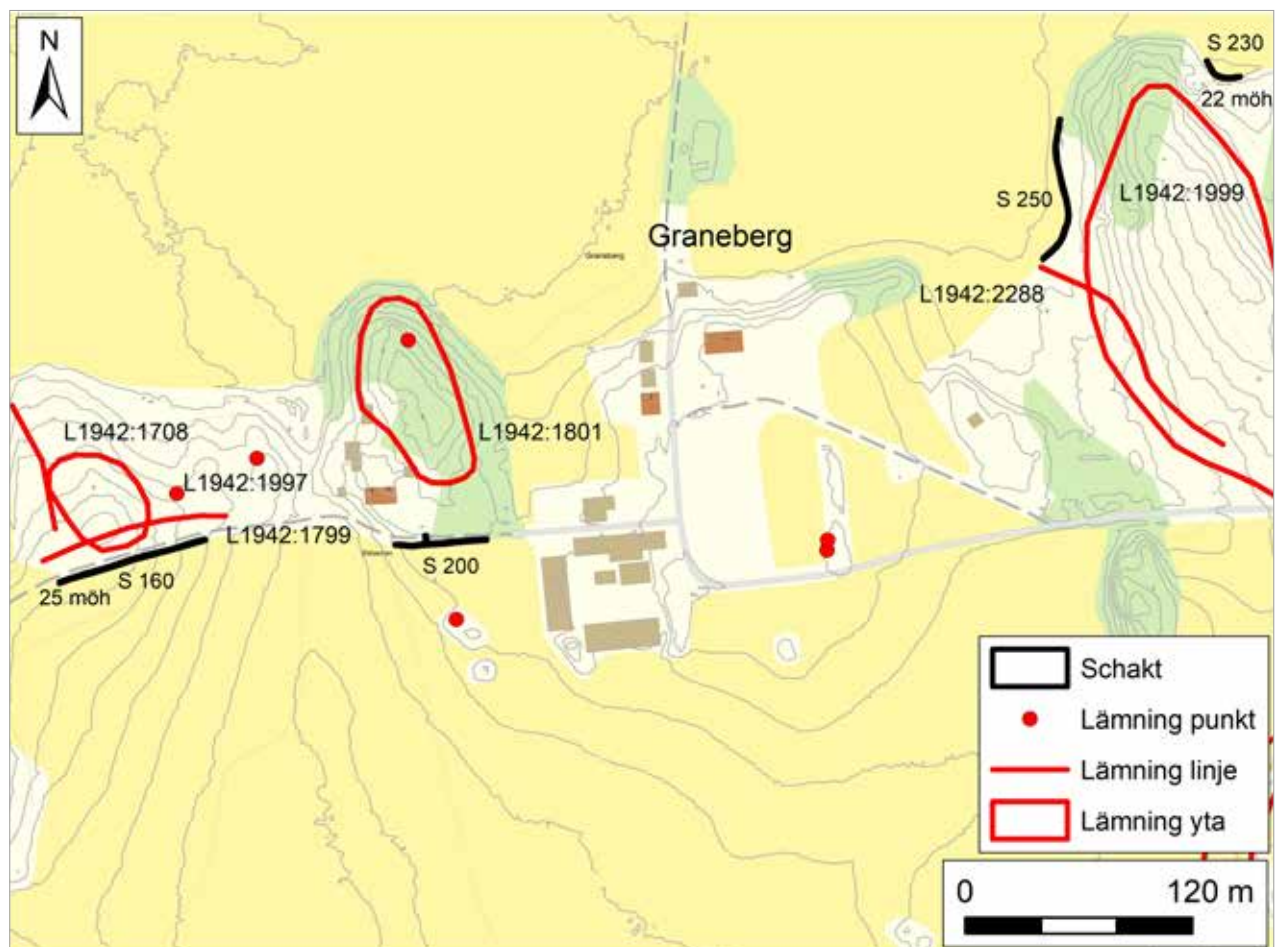 N
S 230
22 möh
L1942:1999
S 250
Graneberg
Graneberg
L1942:2288
L1942:1708
L1942:1801
L1942:1997
L1942:1799
S 200
S 160
25 möh
Schakt
Lämning punkt
Lämning linje
Lämning yta
0 120 m